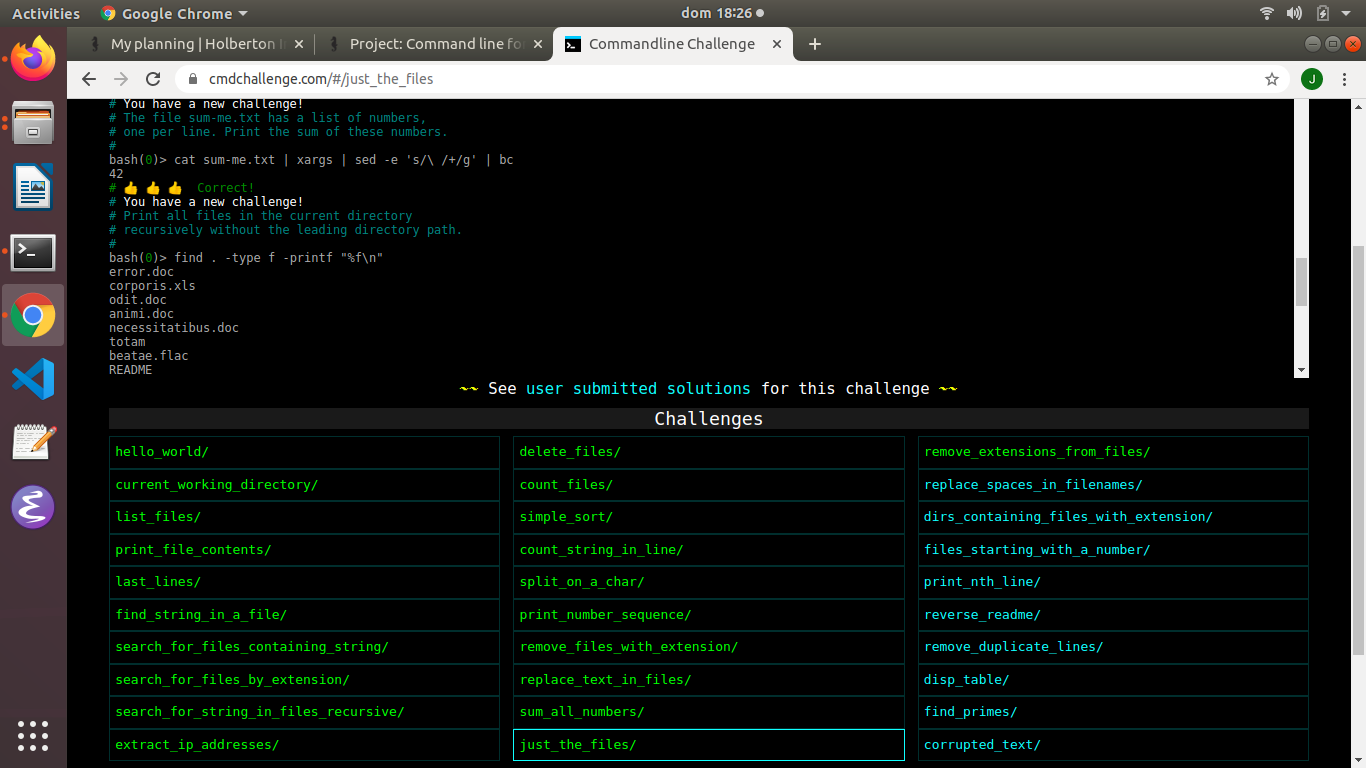 Activities Google Chrome dom 18:26
My planning | Holberton Project: Command line fo Commandline Challenge
cmdchallenge.com/#/just_the_files J
# You have a new challenge!
# The file sum-me.txt has a list of numbers,
# one per line. Print the sum of these numbers.
#
bash(0)> cat sum-me.txt | xargs | sed -e 's/\ /+/g' | bc
42
# 👍 👍 👍 Correct!
# You have a new challenge!
# Print all files in the current directory
# recursively without the leading directory path.
#
bash(0)> find . -type f -printf "%f\n"
error.doc
corporis.xls
odit.doc
animi.doc
necessitatibus.doc
totam
beatae.flac
README
~~ See user submitted solutions for this challenge ~~
Challenges
hello_world/ delete_files/ remove_extensions_from_files/
current_working_directory/ count_files/ replace_spaces_in_filenames/
list_files/ simple_sort/ dirs_containing_files_with_extension/
print_file_contents/ count_string_in_line/ files_starting_with_a_number/
last_lines/ split_on_a_char/ print_nth_line/
find_string_in_a_file/ print_number_sequence/ reverse_readme/
search_for_files_containing_string/ remove_files_with_extension/ remove_duplicate_lines/
search_for_files_by_extension/ replace_text_in_files/ disp_table/
search_for_string_in_files_recursive/ sum_all_numbers/ find_primes/
extract_ip_addresses/ just_the_files/ corrupted_text/